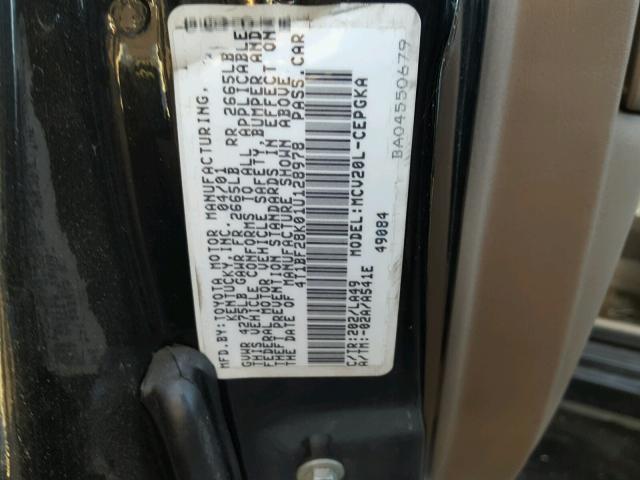 MFD.BY:TOYOTA MOTOR MANUFACTURING,
KENTUCKY, INC. 04/01
GVWR 4275LB GAWR FR 2665LB RR 2665LB
THIS VEHICLE CONFORMS TO ALL APPLICABLE
FEDERAL MOTOR VEHICLE SAFETY, BUMPER, AND
THEFT PREVENTION STANDARDS IN EFFECT ON
THE DATE OF MANUFACTURE SHOWN ABOVE.
4T1BF28K01U128978 PASS.CAR
C/TR:202/LA49 MODEL:MCV20L-CEPGKA
A/TM:-03A/A541E 49084
BA04550679